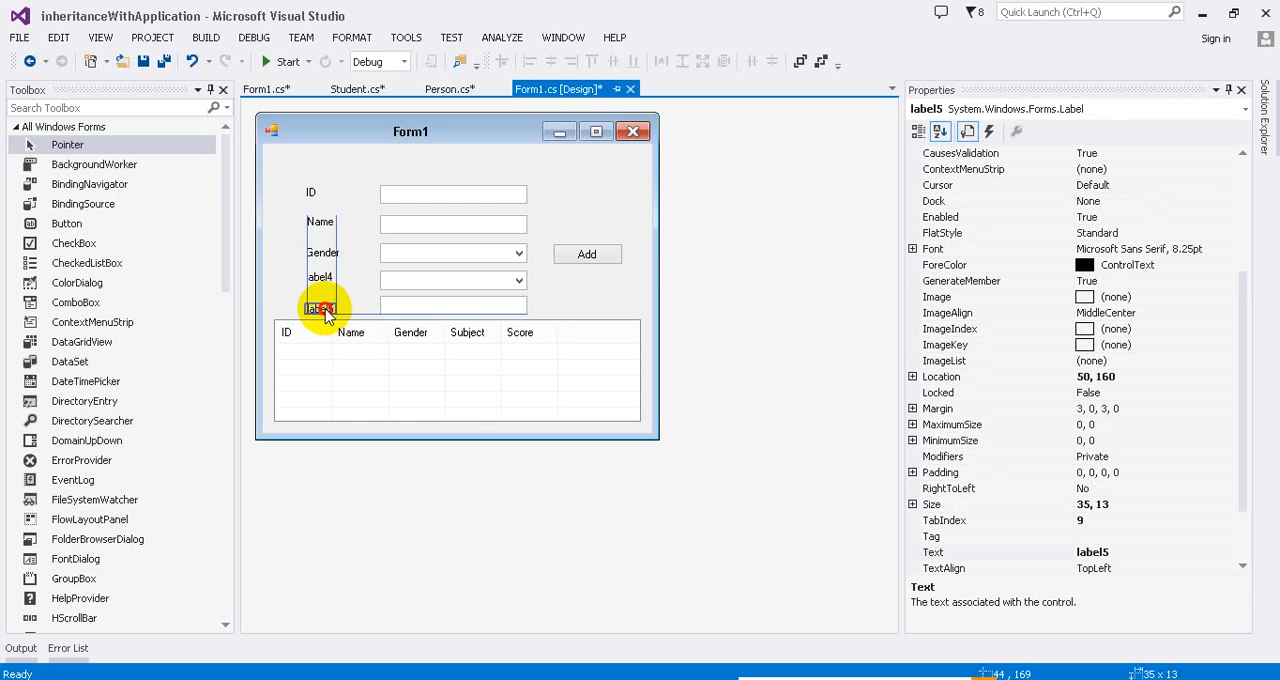 inheritanceWithApplication - Microsoft Visual Studio
8
Quick Launch (Ctrl+Q)
FILE EDIT VIEW PROJECT BUILD DEBUG TEAM FORMAT TOOLS TEST ANALYZE WINDOW HELP
Sign in
Start
Debug
Toolbox
Form1.cs*
Student.cs*
Person.cs*
Form1.cs [Design]*
Properties
Search Toolbox
All Windows Forms
Pointer
BackgroundWorker
BindingNavigator
BindingSource
Button
CheckBox
CheckedListBox
ColorDialog
ComboBox
ContextMenuStrip
DataGridView
DataSet
DateTimePicker
DirectoryEntry
DirectorySearcher
DomainUpDown
ErrorProvider
EventLog
FileSystemWatcher
FlowLayoutPanel
FolderBrowserDialog
FontDialog
GroupBox
HelpProvider
HScrollBar
Form1
ID
Name
Gender
Add
label4
ID Name Gender Subject Score
label5 System.Windows.Forms.Label
CausesValidation True
ContextMenuStrip (none)
Cursor Default
Dock None
Enabled True
FlatStyle Standard
Font Microsoft Sans Serif, 8.25pt
ForeColor ControlText
GenerateMember True
Image (none)
ImageAlign MiddleCenter
ImageIndex (none)
ImageKey (none)
ImageList (none)
Location 50, 160
Locked False
Margin 3, 0, 3, 0
MaximumSize 0, 0
MinimumSize 0, 0
Modifiers Private
Padding 0, 0, 0, 0
RightToLeft No
Size 35, 13
TabIndex 9
Tag
Text label5
TextAlign TopLeft
Text
The text associated with the control.
Solution Explorer
Output Error List
Ready
44 , 169
35 x 13